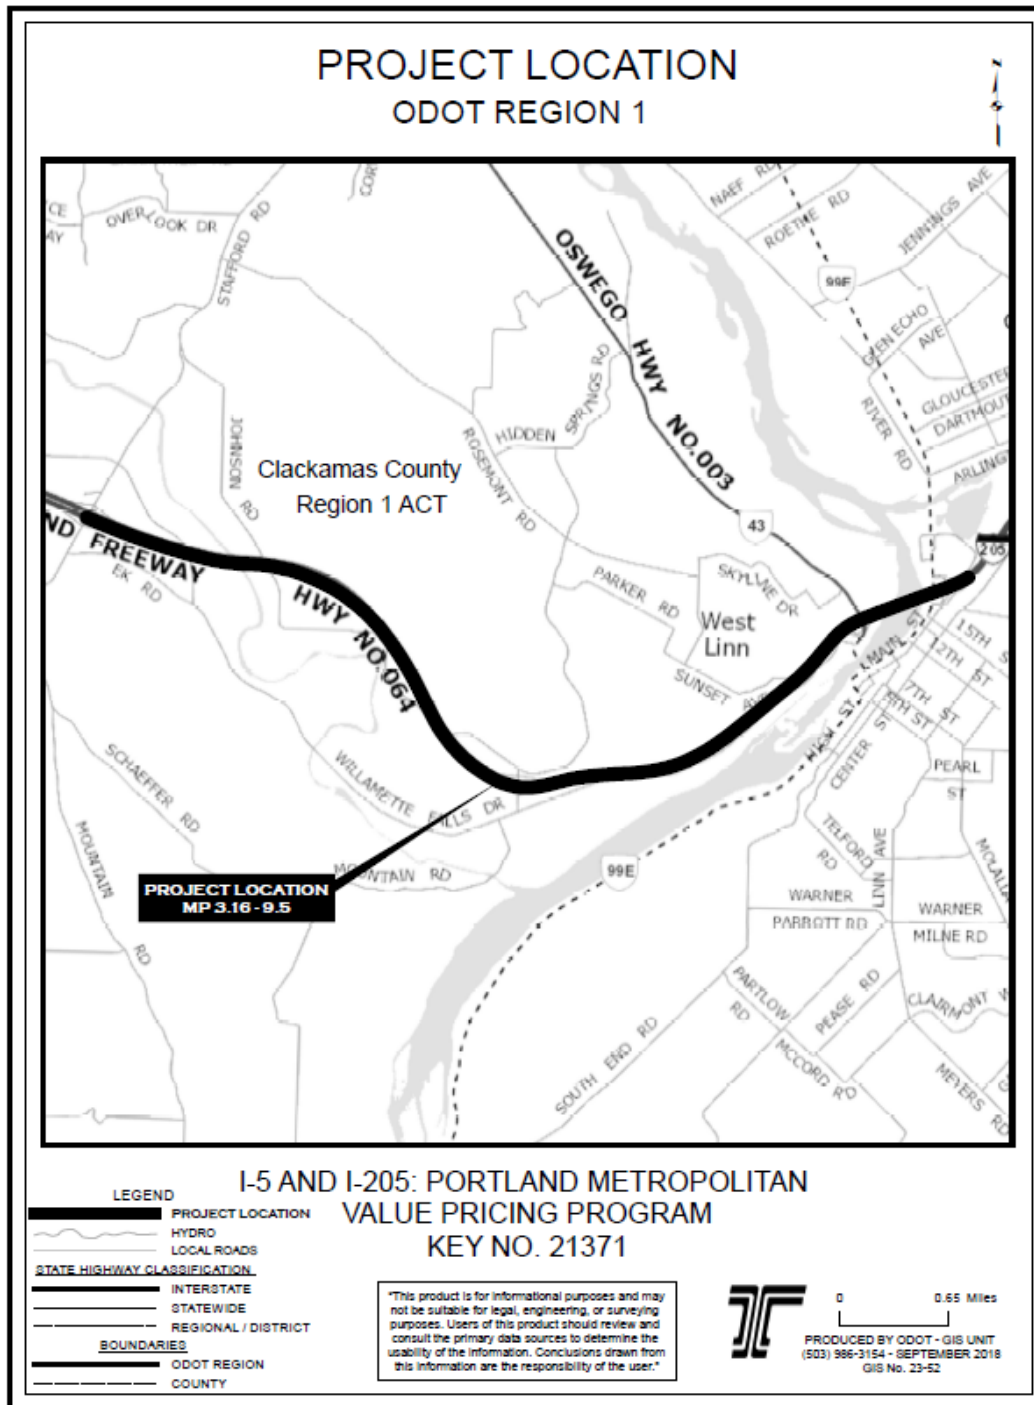 PROJECT LOCATION
ODOT REGION 1
OVERLOOK DR
STAFFORD RD
COR
NAEF RD
ROETHE RD
JENNINGS AVE
99E
OSWEGO HWY NO.003
GLEN ECHO AVE
GLOUCESTER
DARTMOUT
ARLING
RIVER RD
HIDDEN SPRINGS RD
ROSEMONT RD
JOHNSON RD
Clackamas County
Region 1 ACT
43
205
ND FREEWAY HWY NO.064
EK RD
PARKER RD
SKYLINE DR
West
Linn
SUNSET AVE
MAIN ST
15TH S
12TH ST
7TH ST
5TH ST
HIGH ST
CENTER ST
PEARL ST
SCHAEFFER RD
WILLAMETTE FALLS DR
MOUNTAIN RD
MOUNTAIN RD
99E
TELFORD RD
LINN AVE
MOLALLA
PROJECT LOCATION
MP 3.16 - 9.5
WARNER PARROTT RD
WARNER MILNE RD
PARTLOW RD
PEASE RD
CLAIRMONT W
SOUTH END RD
MCCORD RD
MEYERS RD
I-5 AND I-205: PORTLAND METROPOLITAN
VALUE PRICING PROGRAM
KEY NO. 21371
LEGEND
PROJECT LOCATION
HYDRO
LOCAL ROADS
STATE HIGHWAY CLASSIFICATION
INTERSTATE
STATEWIDE
REGIONAL / DISTRICT
BOUNDARIES
ODOT REGION
COUNTY
"This product is for informational purposes and may
not be suitable for legal, engineering, or surveying
purposes. Users of this product should review and
consult the primary data sources to determine the
usability of the information. Conclusions drawn from
this information are the responsibility of the user."
0 0.65 Miles
PRODUCED BY ODOT - GIS UNIT
(503) 986-3154 - SEPTEMBER 2018
GIS No. 23-52